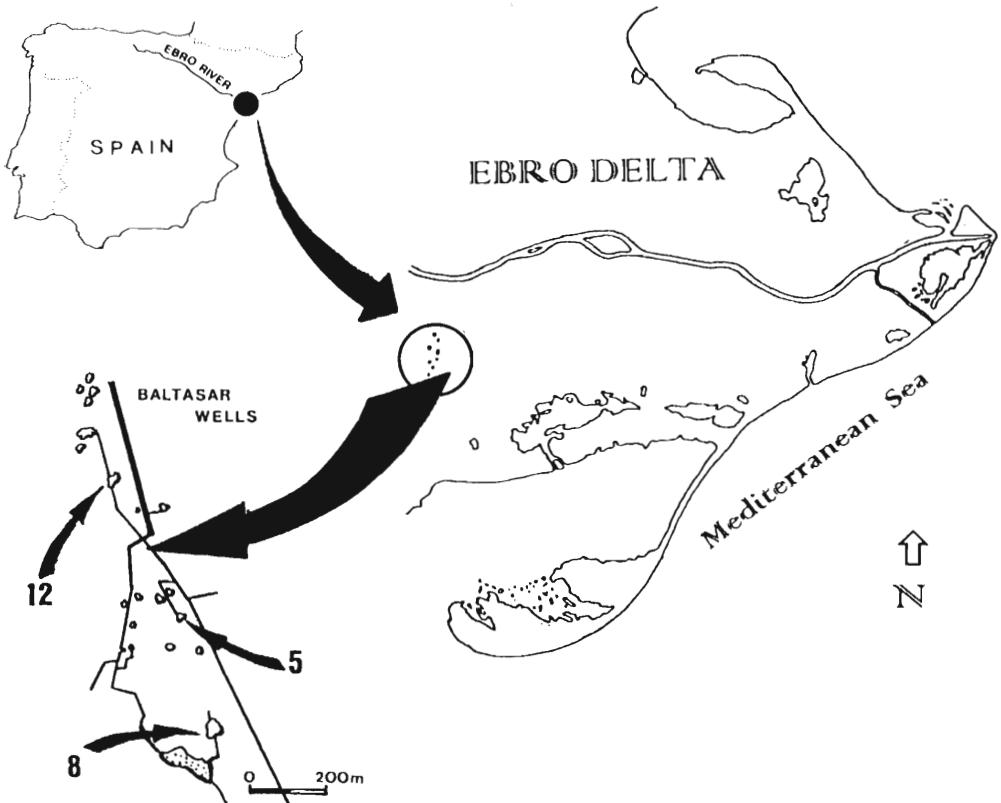 EBRO RIVER
SPAIN
EBRO DELTA
BALTASAR
WELLS
Mediterranean Sea
12
N
5
8
0 200m